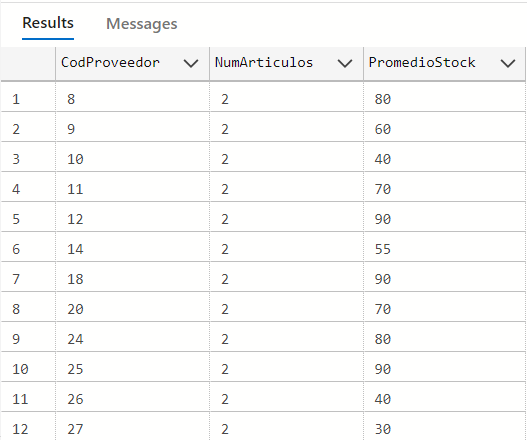 Results Messages
CodProveedor NumArticulos PromedioStock
1 8 2 80
2 9 2 60
3 10 2 40
4 11 2 70
5 12 2 90
6 14 2 55
7 18 2 90
8 20 2 70
9 24 2 80
10 25 2 90
11 26 2 40
12 27 2 30